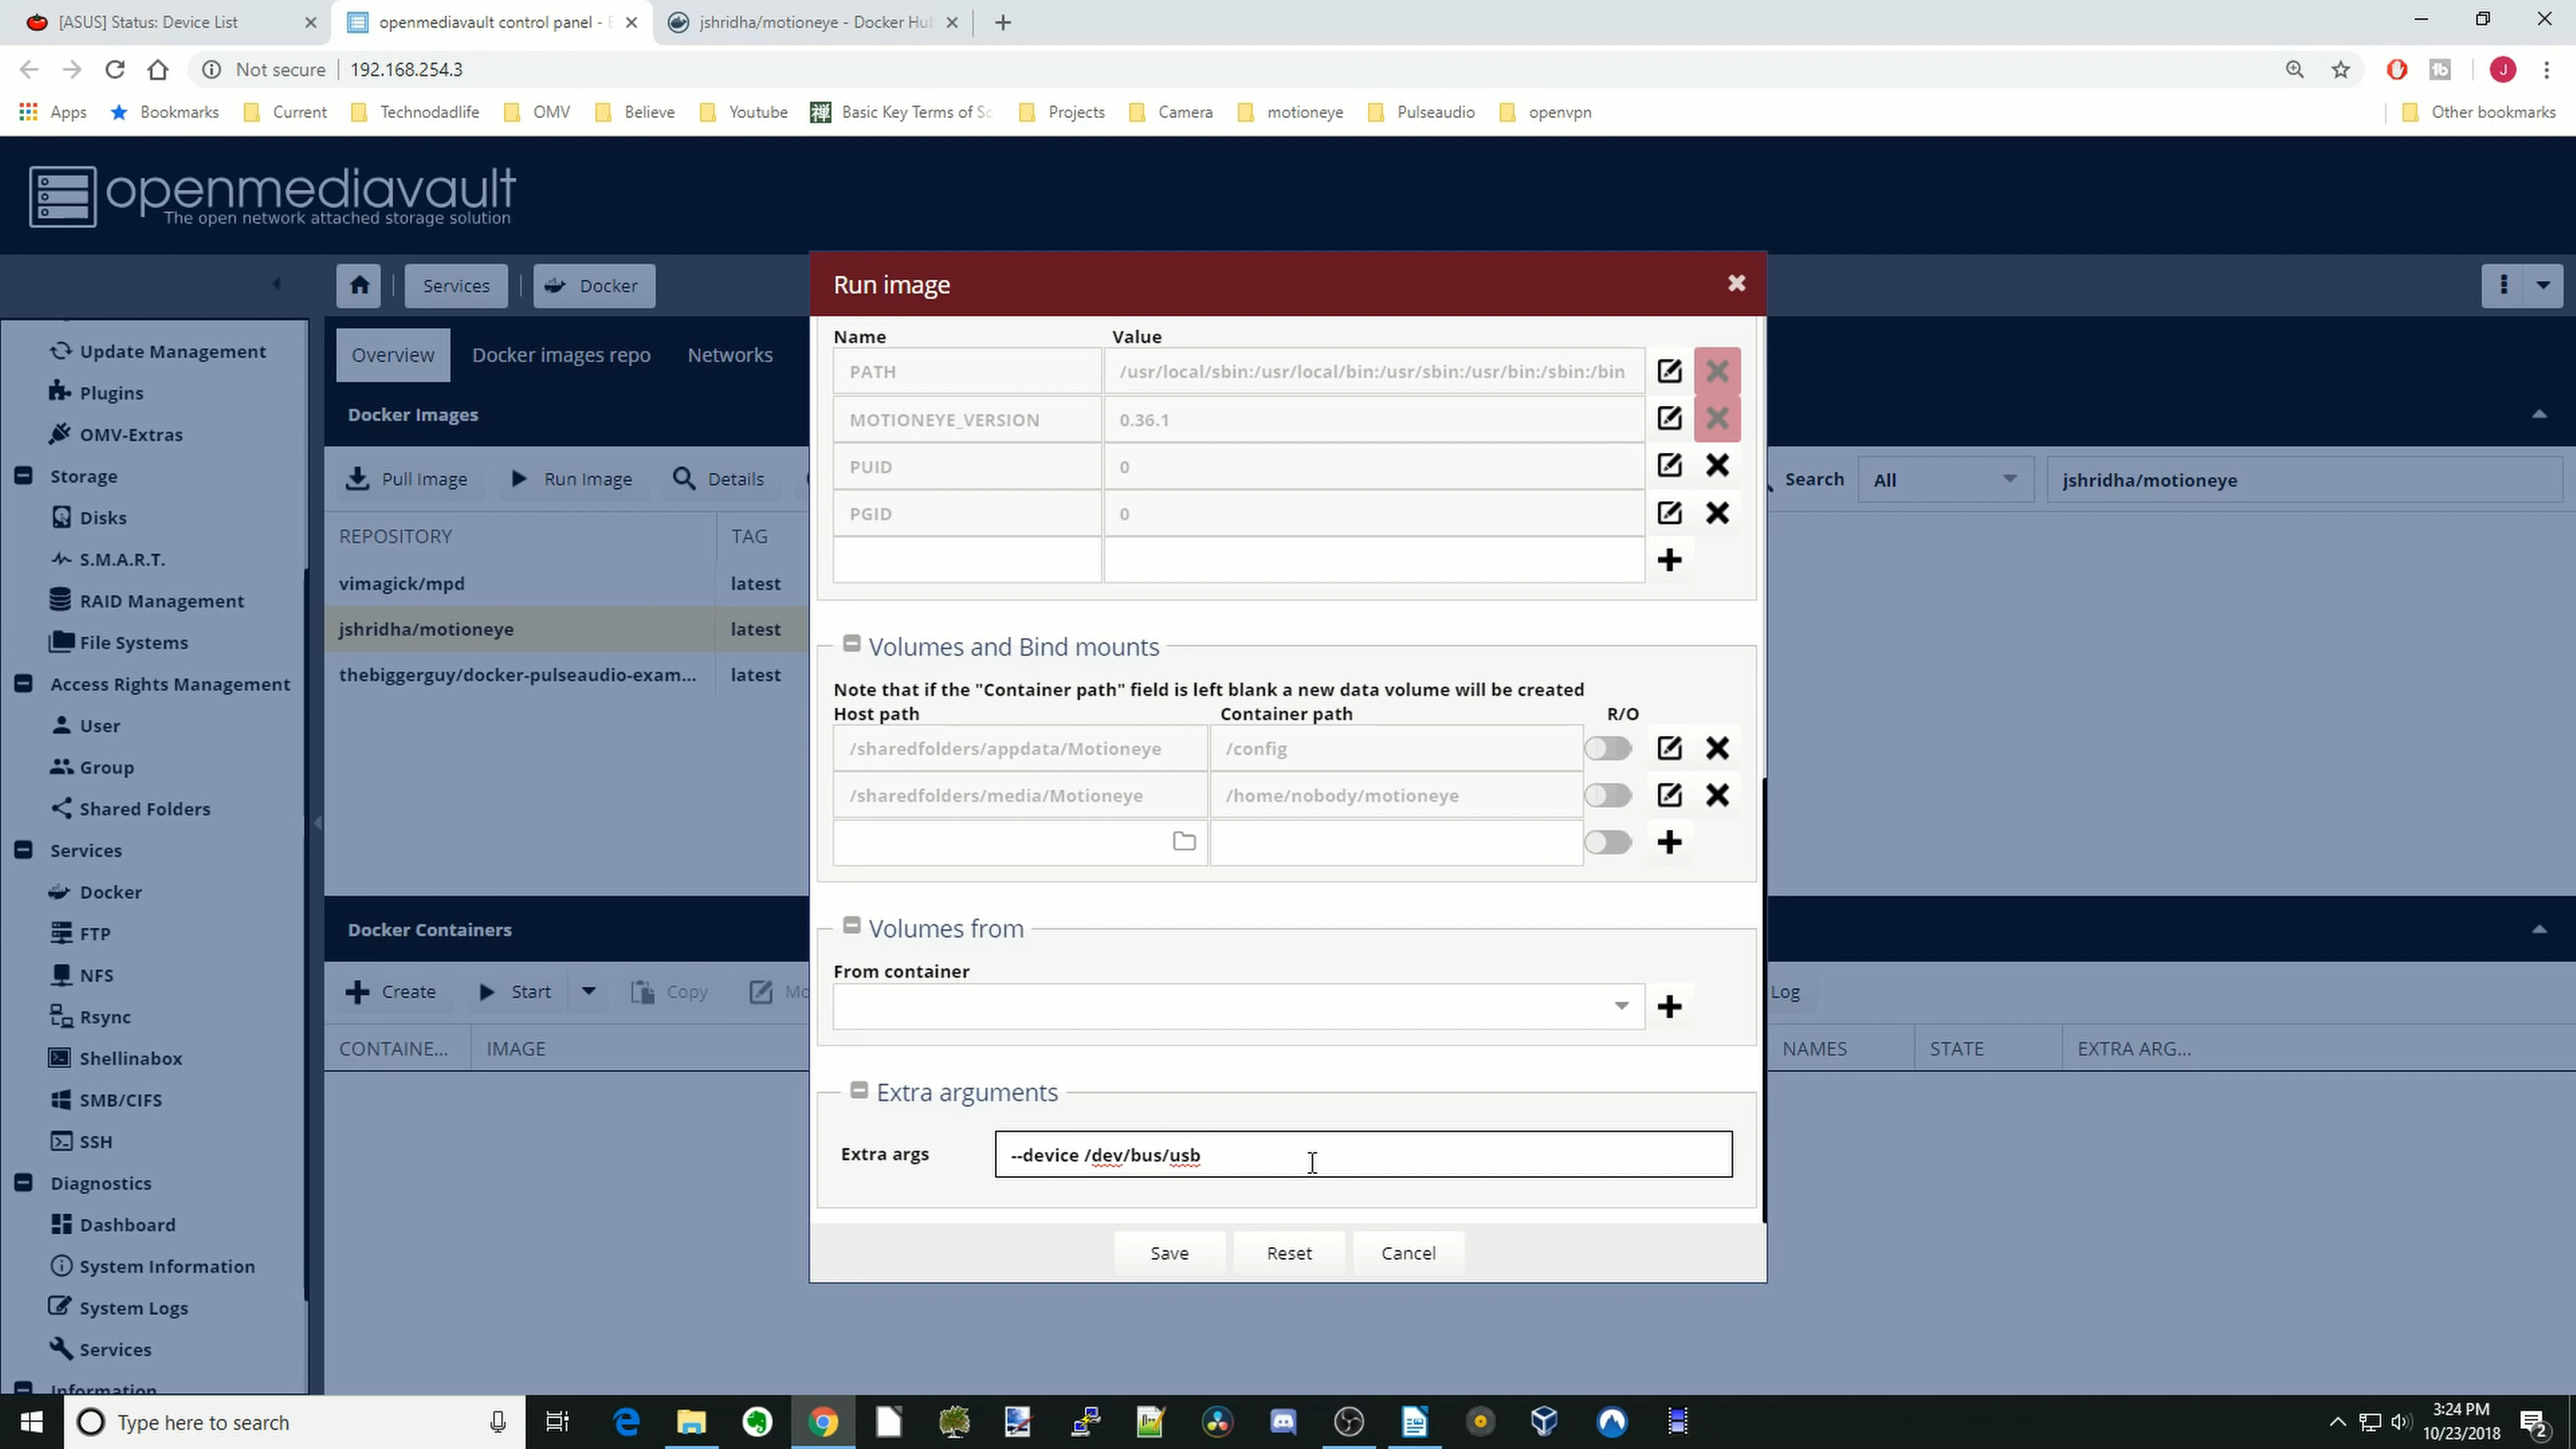 [ASUS] Status: Device List
openmediavault control panel -
jshridha/motioneye - Docker Hub
Not secure
192.168.254.3
Apps
Bookmarks
Current
Technodadlife
OMV
Believe
Youtube
Basic Key Terms of Sc
Projects
Camera
motioneye
Pulseaudio
openvpn
Other bookmarks
openmediavault
The open network attached storage solution
Services
Docker
Run image
Update Management
Plugins
OMV-Extras
Storage
Disks
S.M.A.R.T.
RAID Management
File Systems
Access Rights Management
User
Group
Shared Folders
Services
Docker
FTP
NFS
Rsync
Shellinabox
SMB/CIFS
SSH
Diagnostics
Dashboard
System Information
System Logs
Services
Information
Overview
Docker images repo
Networks
Docker Images
Pull Image
Run Image
Details
Search
All
jshridha/motioneye
REPOSITORY
TAG
vimagick/mpd
latest
jshridha/motioneye
latest
thebiggerguy/docker-pulseaudio-exam...
latest
Docker Containers
Create
Start
Copy
Mo
Log
CONTAINE...
IMAGE
NAMES
STATE
EXTRA ARG...
Name
Value
PATH
/usr/local/sbin:/usr/local/bin:/usr/sbin:/usr/bin:/sbin:/bin
MOTIONEYE_VERSION
0.36.1
PUID
0
PGID
0
Volumes and Bind mounts
Note that if the "Container path" field is left blank a new data volume will be created
Host path
Container path
R/O
/sharedfolders/appdata/Motioneye
/config
/sharedfolders/media/Motioneye
/home/nobody/motioneye
Volumes from
From container
Extra arguments
Extra args
--device /dev/bus/usb
Save
Reset
Cancel
Type here to search
3:24 PM
10/23/2018
2